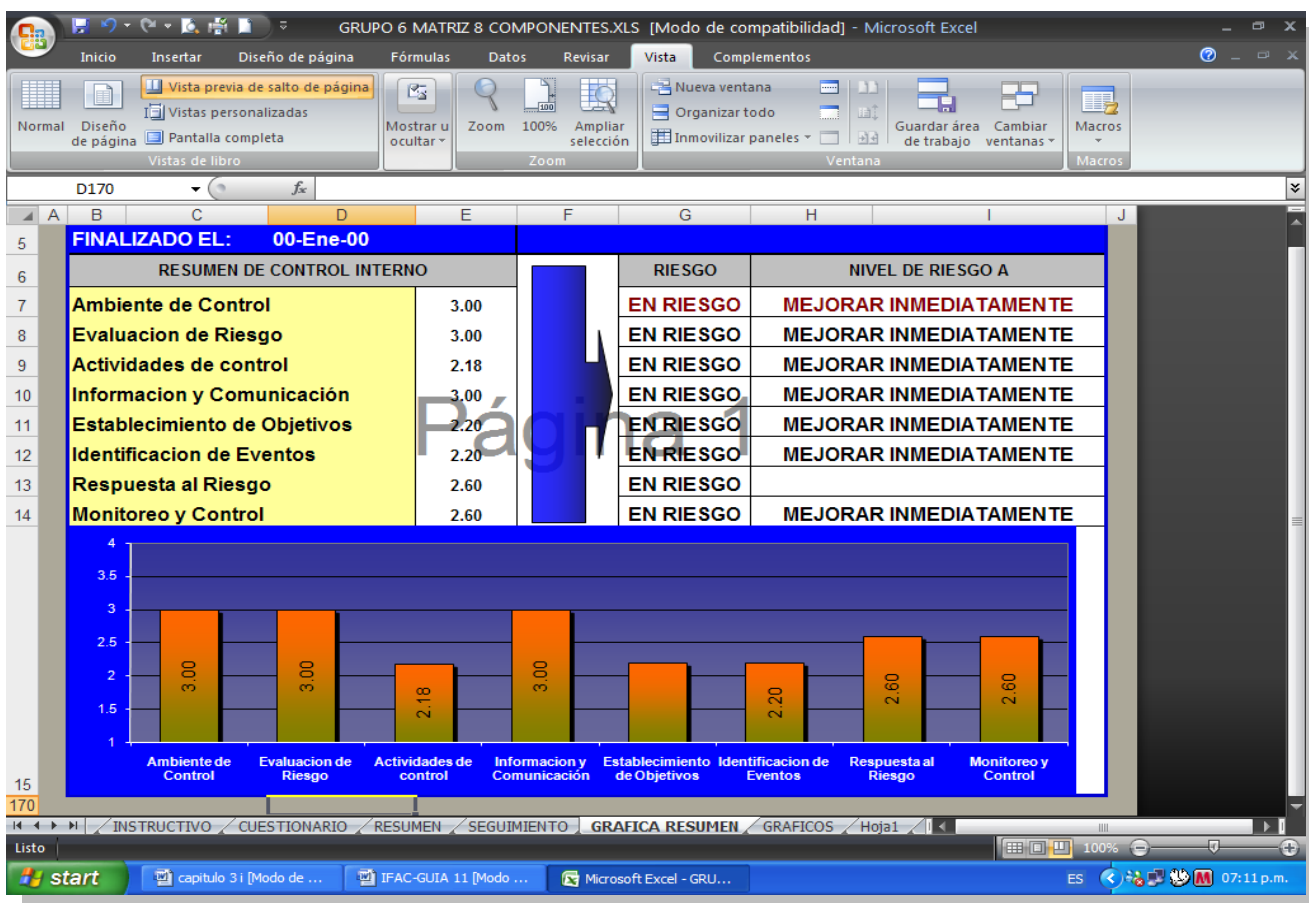 GRUPO 6 MATRIZ 8 COMPONENTES.XLS [Modo de compatibilidad] - Microsoft Excel
Inicio Insertar Diseño de página Fórmulas Datos Revisar Vista Complementos
Normal
Diseño de página
Vista previa de salto de página
Vistas personalizadas
Pantalla completa
Vistas de libro
Mostrar u ocultar
Zoom
100%
Ampliar selección
Zoom
Nueva ventana
Organizar todo
Inmovilizar paneles
Guardar área de trabajo
Cambiar ventanas
Ventana
Macros
Macros
D170 fx
A B C D E F G H I J
5 FINALIZADO EL: 00-Ene-00
6 RESUMEN DE CONTROL INTERNO RIESGO NIVEL DE RIESGO A
7 Ambiente de Control 3.00 EN RIESGO MEJORAR INMEDIATAMENTE
8 Evaluacion de Riesgo 3.00 EN RIESGO MEJORAR INMEDIATAMENTE
9 Actividades de control 2.18 EN RIESGO MEJORAR INMEDIATAMENTE
10 Informacion y Comunicación 3.00 EN RIESGO MEJORAR INMEDIATAMENTE
11 Establecimiento de Objetivos 2.20 EN RIESGO MEJORAR INMEDIATAMENTE
12 Identificacion de Eventos 2.20 EN RIESGO MEJORAR INMEDIATAMENTE
13 Respuesta al Riesgo 2.60 EN RIESGO
14 Monitoreo y Control 2.60 EN RIESGO MEJORAR INMEDIATAMENTE
Página 1
4
3.5
3
2.5
2
1.5
1
3.00 3.00 2.18 3.00 2.20 2.60 2.60
Ambiente de Control
Evaluacion de Riesgo
Actividades de control
Informacion y Comunicación
Establecimiento de Objetivos
Identificacion de Eventos
Respuesta al Riesgo
Monitoreo y Control
15
170
INSTRUCTIVO CUESTIONARIO RESUMEN SEGUIMIENTO GRAFICA RESUMEN GRAFICOS Hoja1
Listo 100%
start capitulo 3 i [Modo de ... IFAC-GUIA 11 [Modo ... Microsoft Excel - GRU... ES 07:11 p.m.